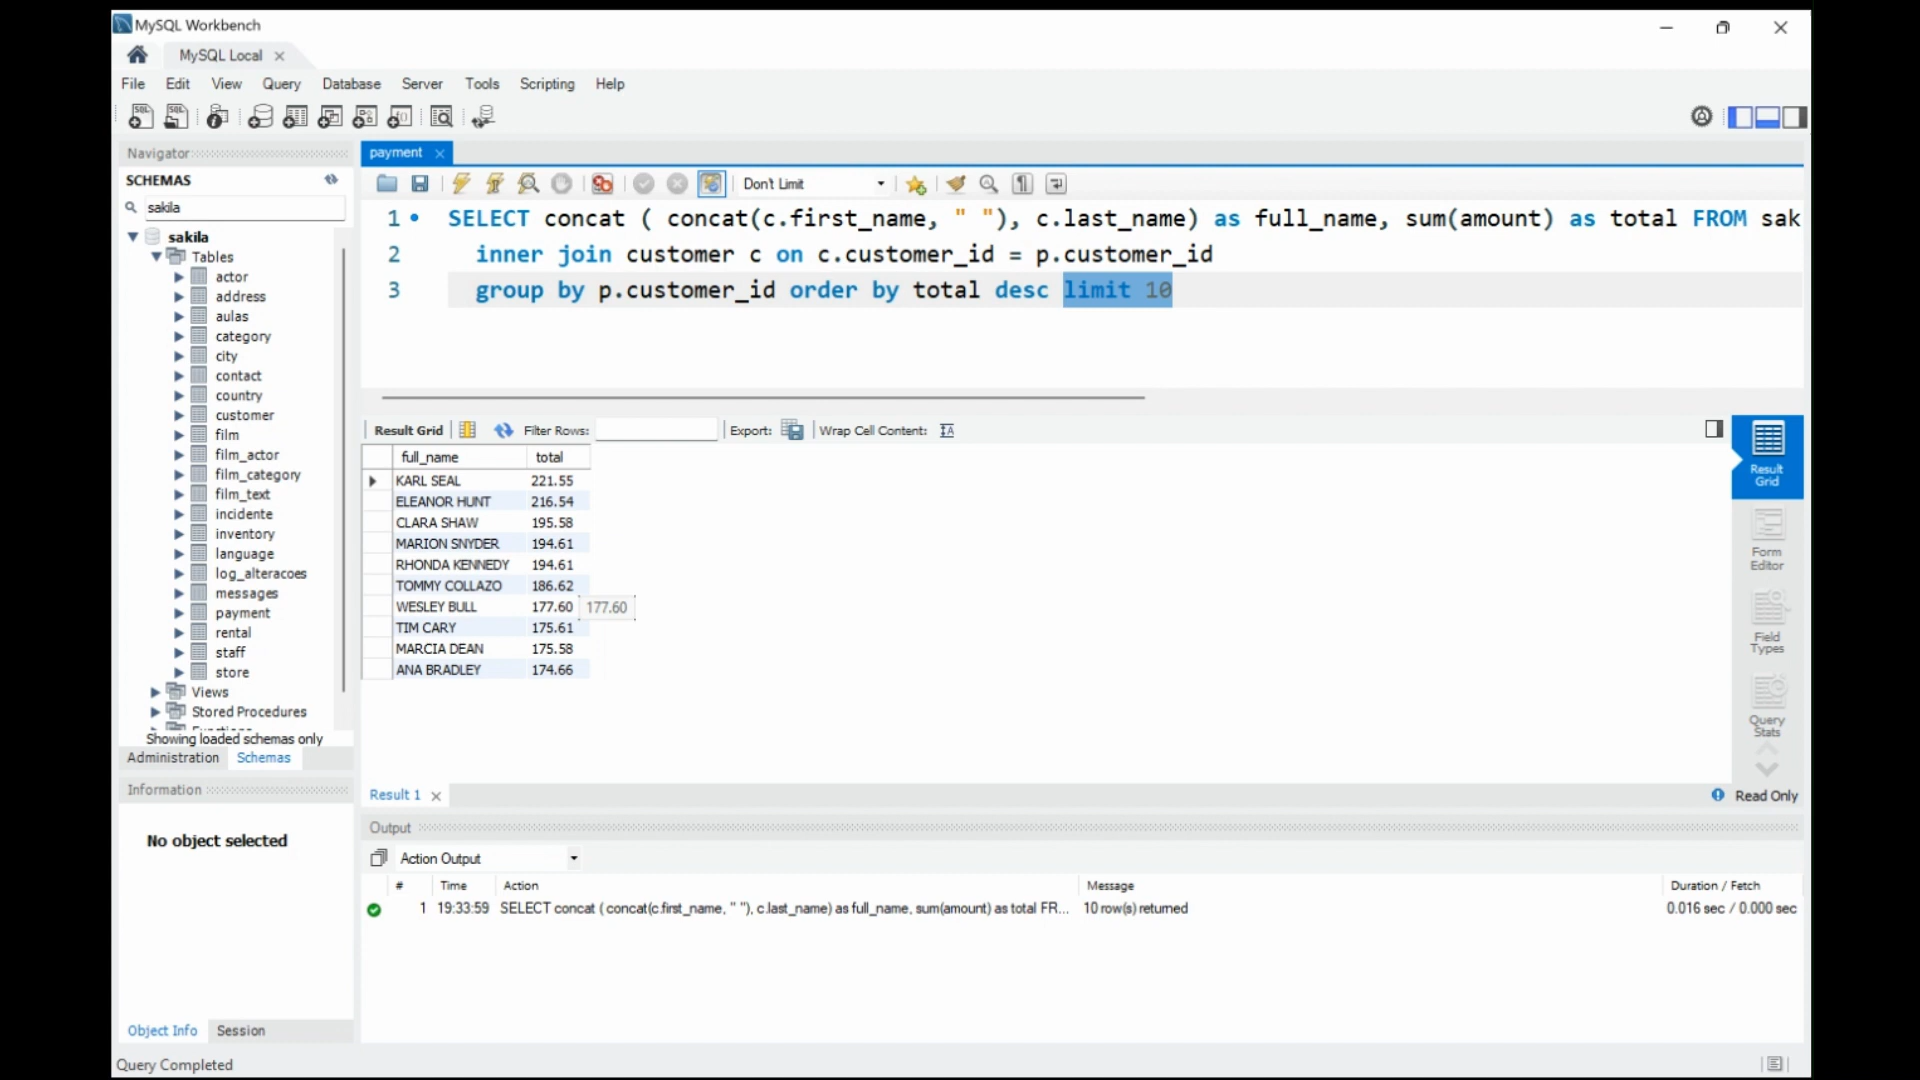 MySQL Workbench
MySQL Local
File Edit View Query Database Server Tools Scripting Help
Navigator
SCHEMAS
sakila
sakila
Tables
actor
address
aulas
category
city
contact
country
customer
film
film_actor
film_category
film_text
incidente
inventory
language
log_alteracoes
messages
payment
rental
staff
store
Views
Stored Procedures
Functions
Showing loaded schemas only
Administration Schemas
Information
No object selected
Object Info Session
Query Completed
payment
Don't Limit
1 SELECT concat ( concat(c.first_name, " "), c.last_name) as full_name, sum(amount) as total FROM sak
2 inner join customer c on c.customer_id = p.customer_id
3 group by p.customer_id order by total desc limit 10
Result Grid Filter Rows: Export: Wrap Cell Content:
full_name total
KARL SEAL 221.55
ELEANOR HUNT 216.54
CLARA SHAW 195.58
MARION SNYDER 194.61
RHONDA KENNEDY 194.61
TOMMY COLLAZO 186.62
WESLEY BULL 177.60 177.60
TIM CARY 175.61
MARCIA DEAN 175.58
ANA BRADLEY 174.66
Result
Grid
Form
Editor
Field
Types
Query
Stats
Result 1
Read Only
Output
Action Output
# Time Action Message Duration / Fetch
1 19:33:59 SELECT concat ( concat(c.first_name, " "), c.last_name) as full_name, sum(amount) as total FR... 10 row(s) returned 0.016 sec / 0.000 sec